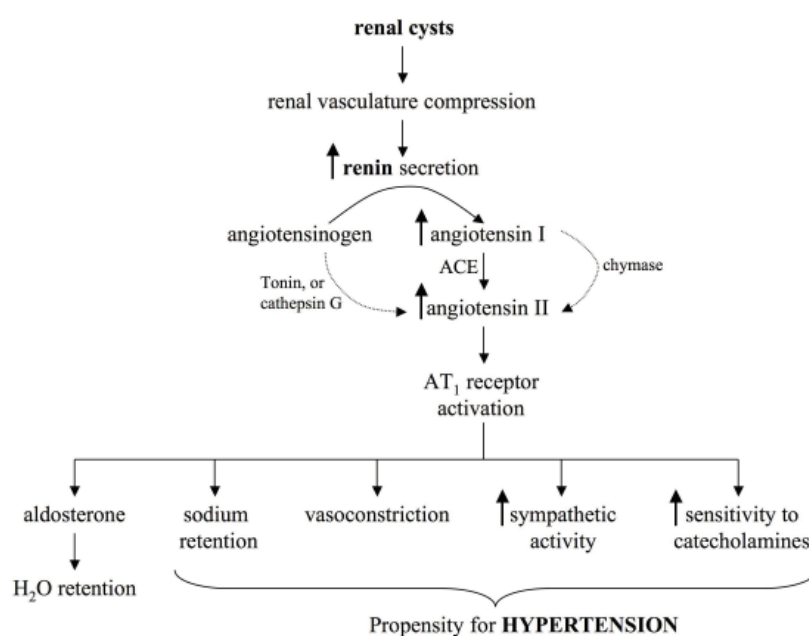 renal cysts
renal vasculature compression
renin secretion
angiotensinogen
angiotensin I
ACE
chymase
Tonin, or
cathepsin G
angiotensin II
AT₁ receptor
activation
aldosterone
sodium
retention
vasoconstriction
sympathetic
activity
sensitivity to
catecholamines
H₂O retention
Propensity for HYPERTENSION